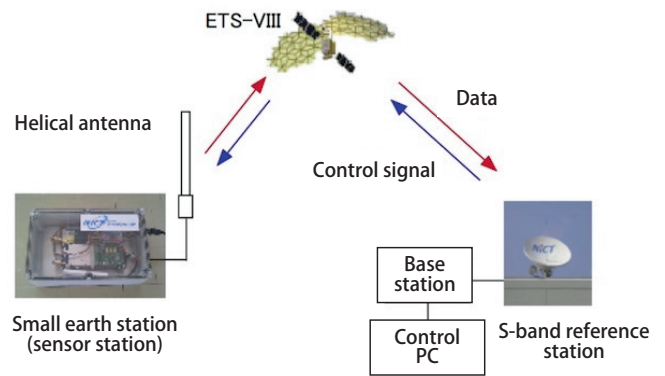 ETS-VIII
Data
Helical antenna
Control signal
NiCT
Base
station
Small earth station
(sensor station)
Control
PC
S-band reference
station